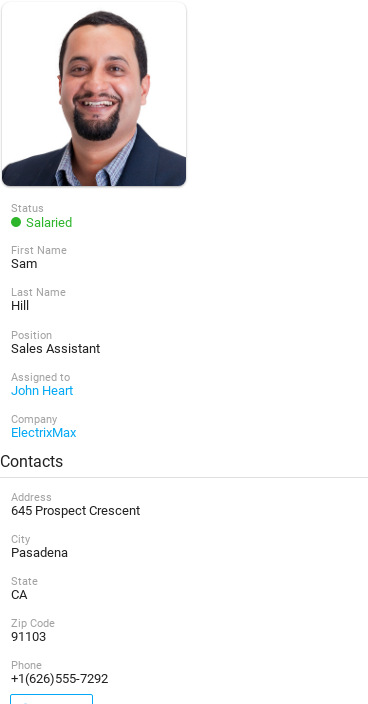 Status
Salaried
First Name
Sam
Last Name
Hill
Position
Sales Assistant
Assigned to
John Heart
Company
ElectrixMax
Contacts
Address
645 Prospect Crescent
City
Pasadena
State
CA
Zip Code
91103
Phone
+1(626)555-7292